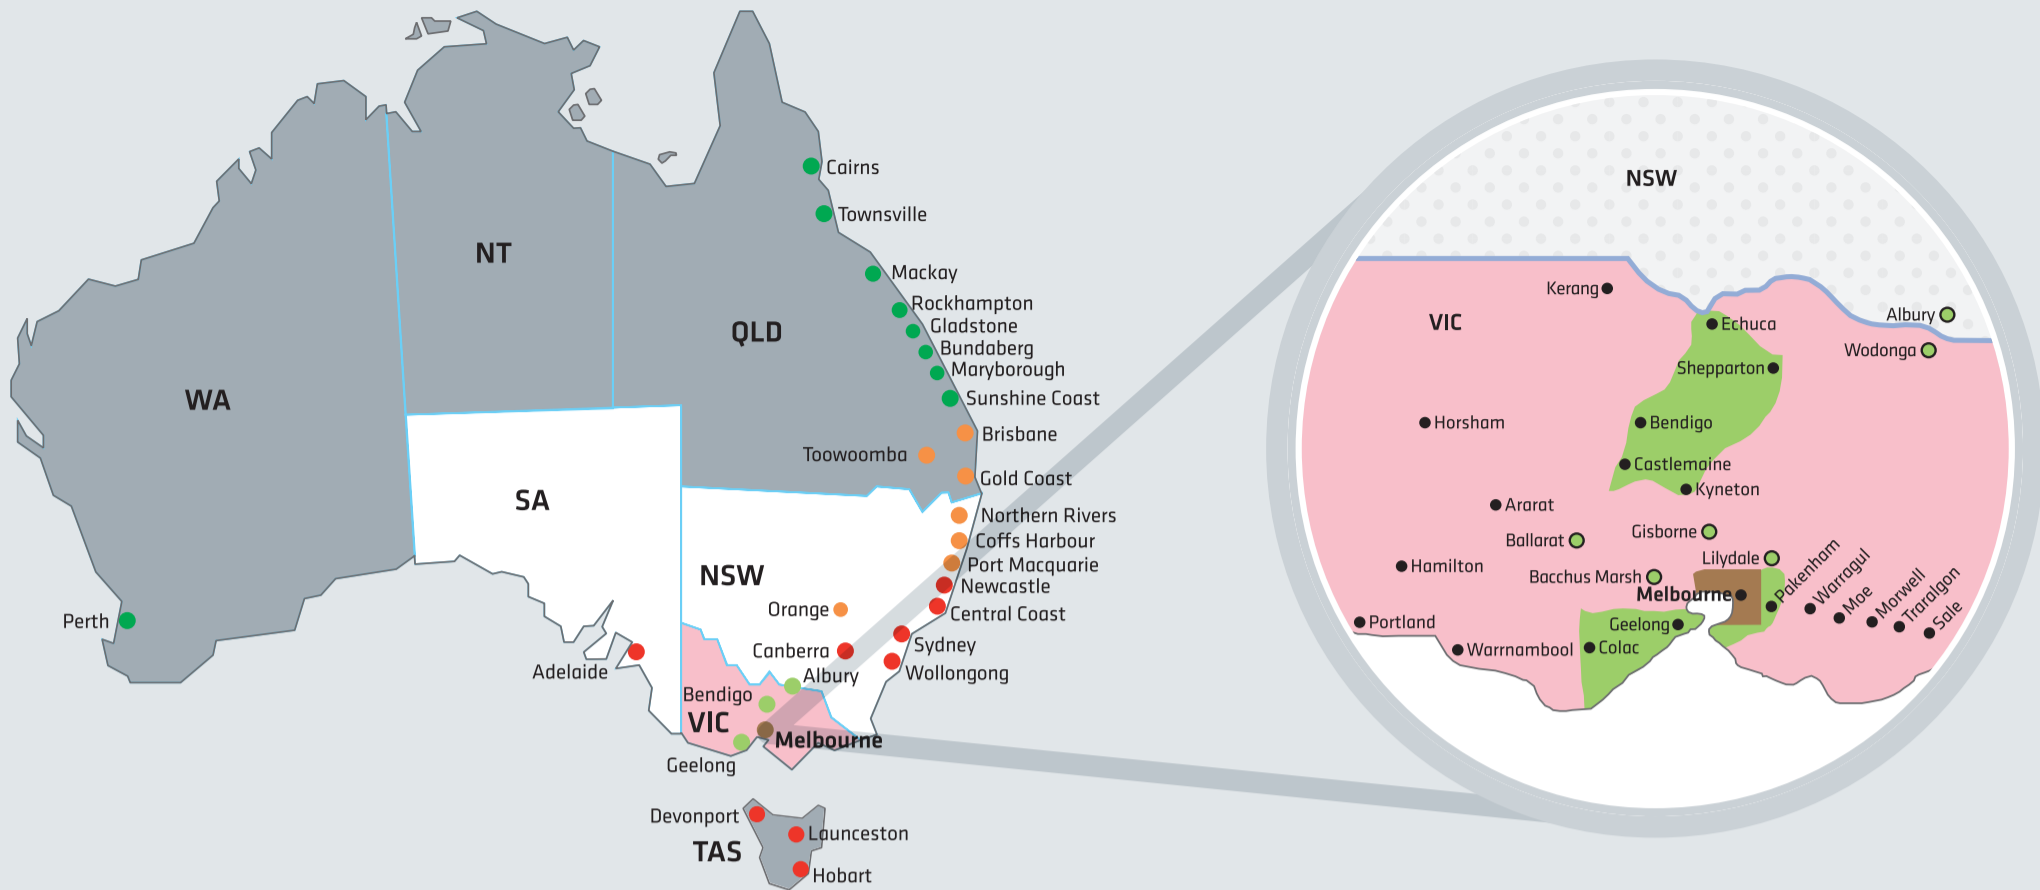 Cairns
Townsville
NT
Mackay
Rockhampton
Gladstone
QLD
Bundaberg
Maryborough
WA
Sunshine Coast
Brisbane
Toowoomba
Gold Coast
SA
Northern Rivers
Coffs Harbour
Port Macquarie
NSW
Newcastle
Orange
Central Coast
Perth
Sydney
Canberra
Adelaide
Wollongong
Albury
Bendigo
VIC
Melbourne
Geelong
Devonport
Launceston
TAS
Hobart
NSW
Kerang
VIC
Albury
Echuca
Wodonga
Shepparton
Horsham
Bendigo
Castlemaine
Kyneton
Ararat
Gisborne
Ballarat
Lilydale
Hamilton
Bacchus Marsh
Melbourne
Pakenham
Warragul
Moe
Morwell
Traralgon
Sale
Portland
Geelong
Warrnambool
Colac